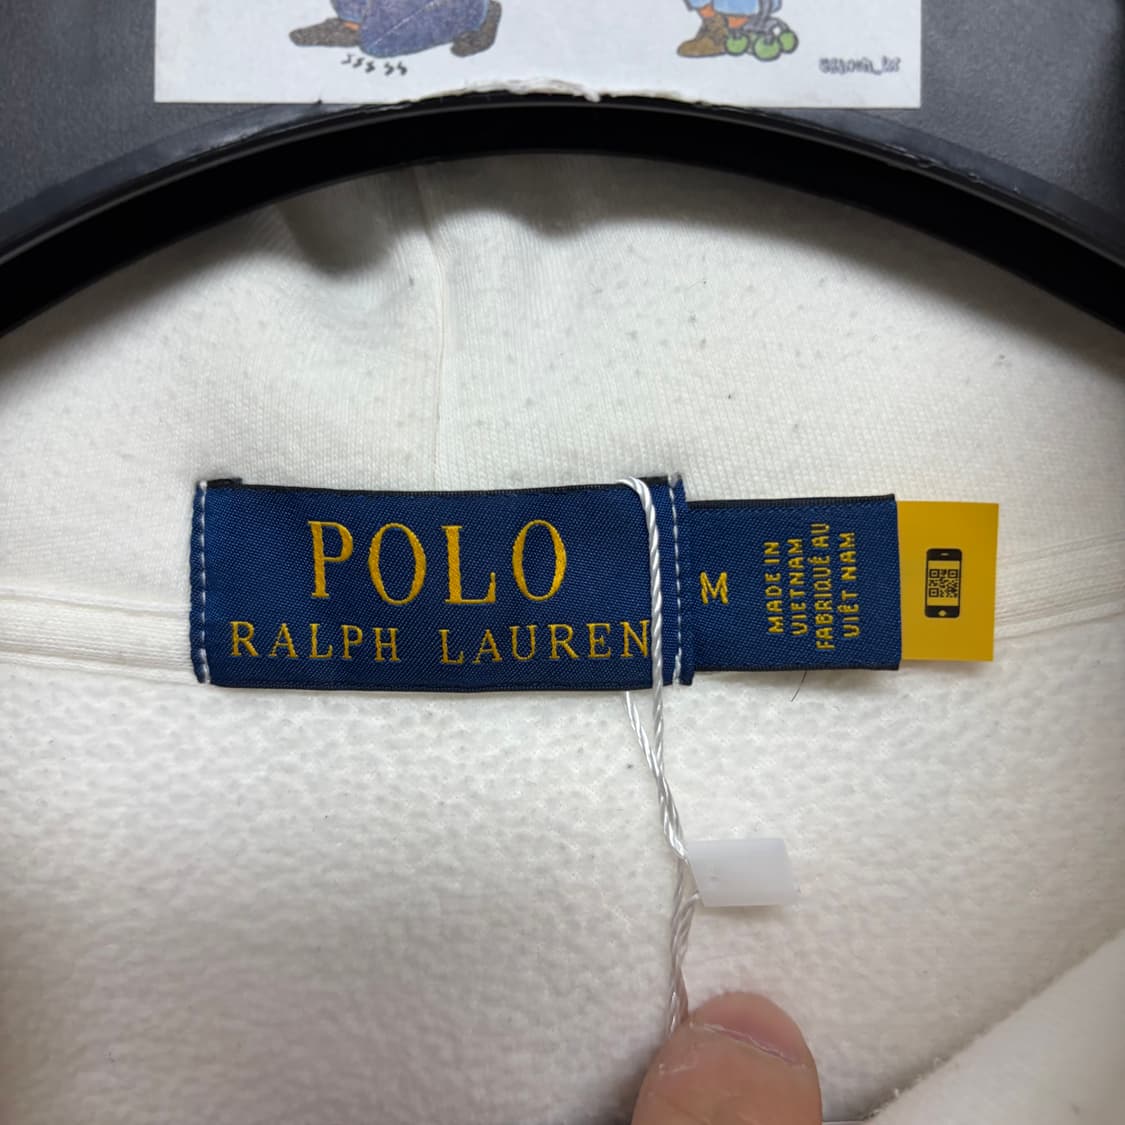 POLO
RALPH LAUREN
M
MADE IN
VIETNAM
FABRIQUÉ AU
VIÊT NAM